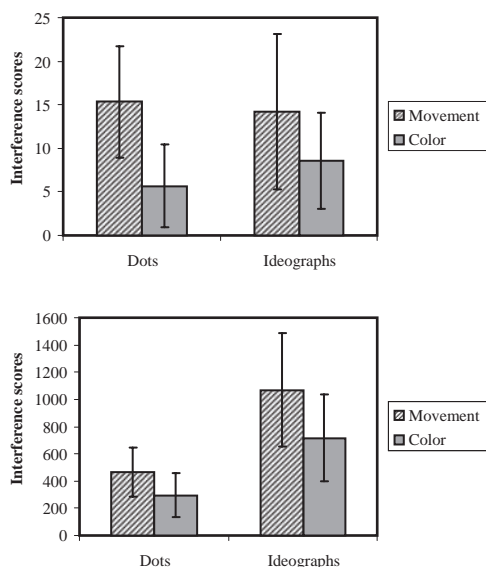 25
20
15
10
5
0
Interference scores
Dots
Ideographs
Movement
Color
1600
1400
1200
1000
800
600
400
200
0
Interference scores
Dots
Ideographs
Movement
Color